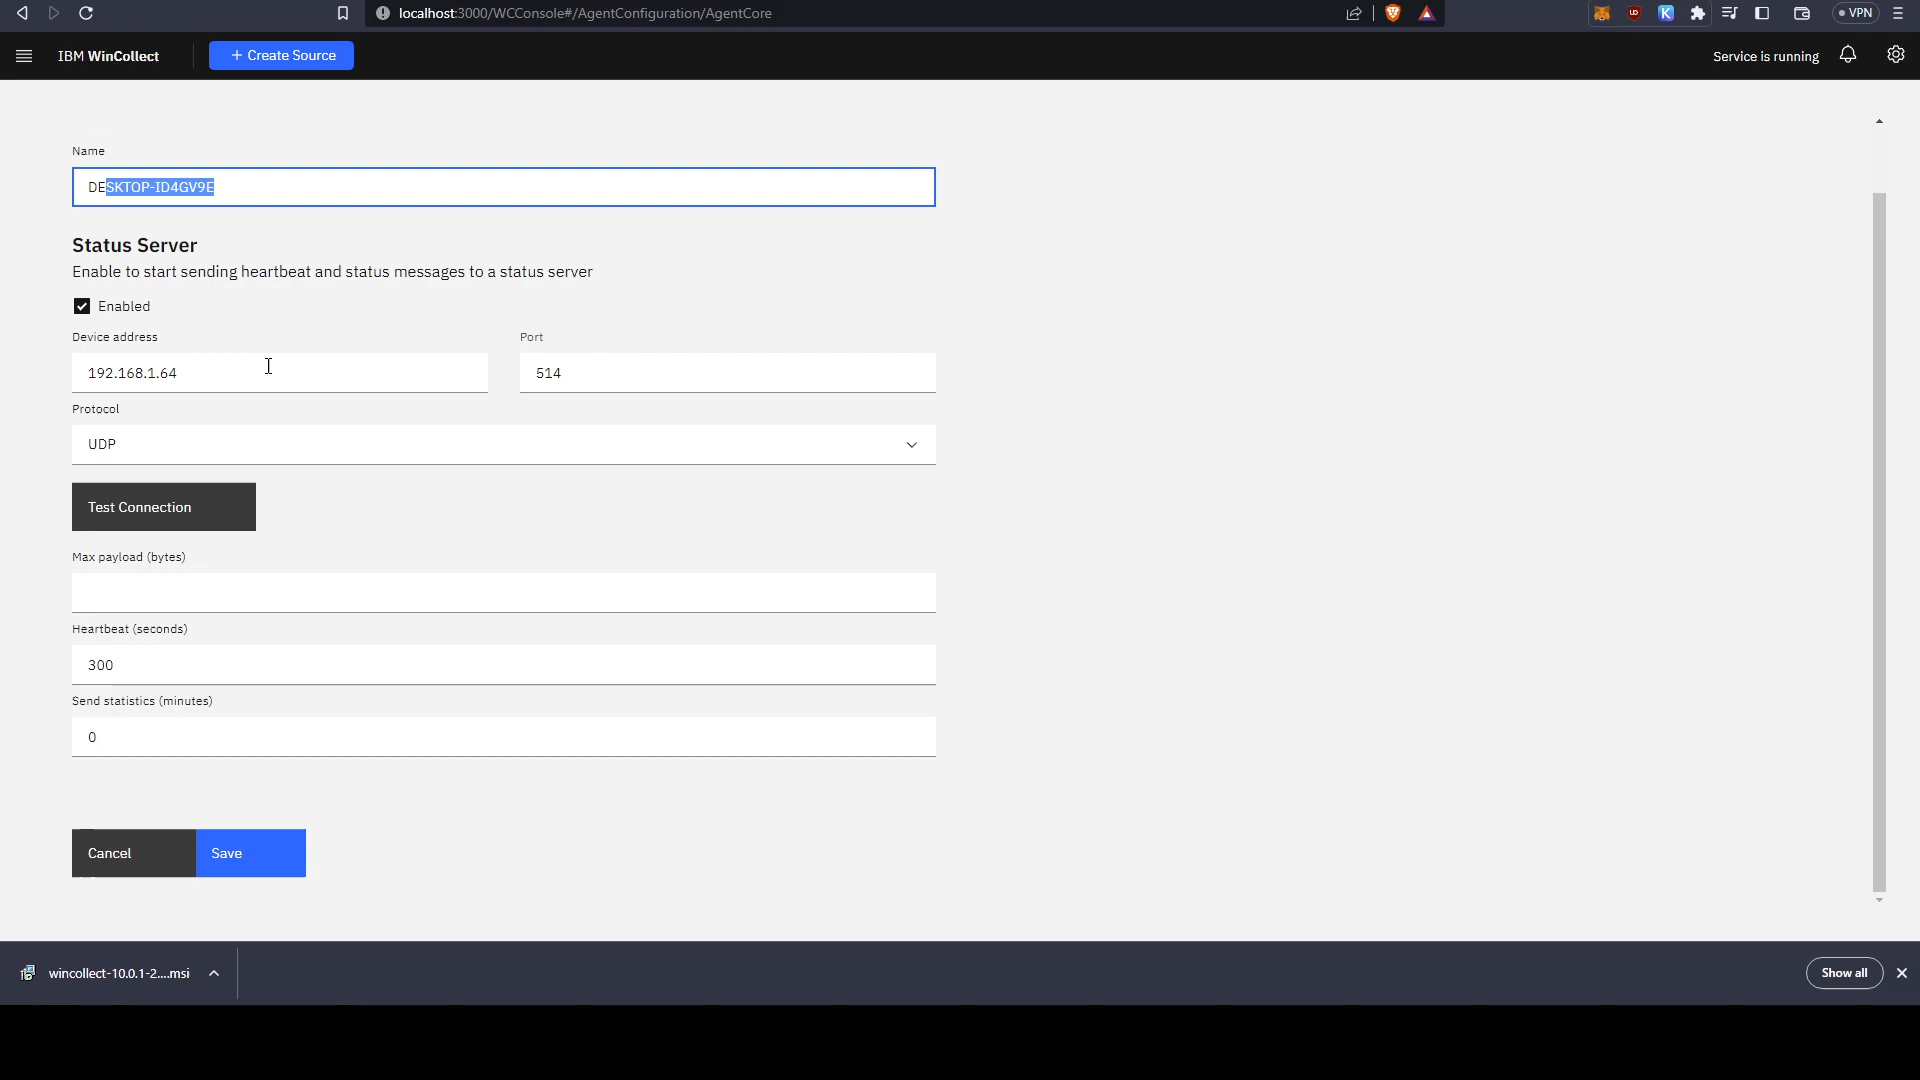 localhost:3000/WCConsole#/AgentConfiguration/AgentCore
VPN
IBM WinCollect
+ Create Source
Service is running
Name
DESKTOP-ID4GV9E
Status Server
Enable to start sending heartbeat and status messages to a status server
Enabled
Device address
Port
192.168.1.64
514
Protocol
UDP
Test Connection
Max payload (bytes)
Heartbeat (seconds)
300
Send statistics (minutes)
0
Cancel
Save
wincollect-10.0.1-2....msi
Show all